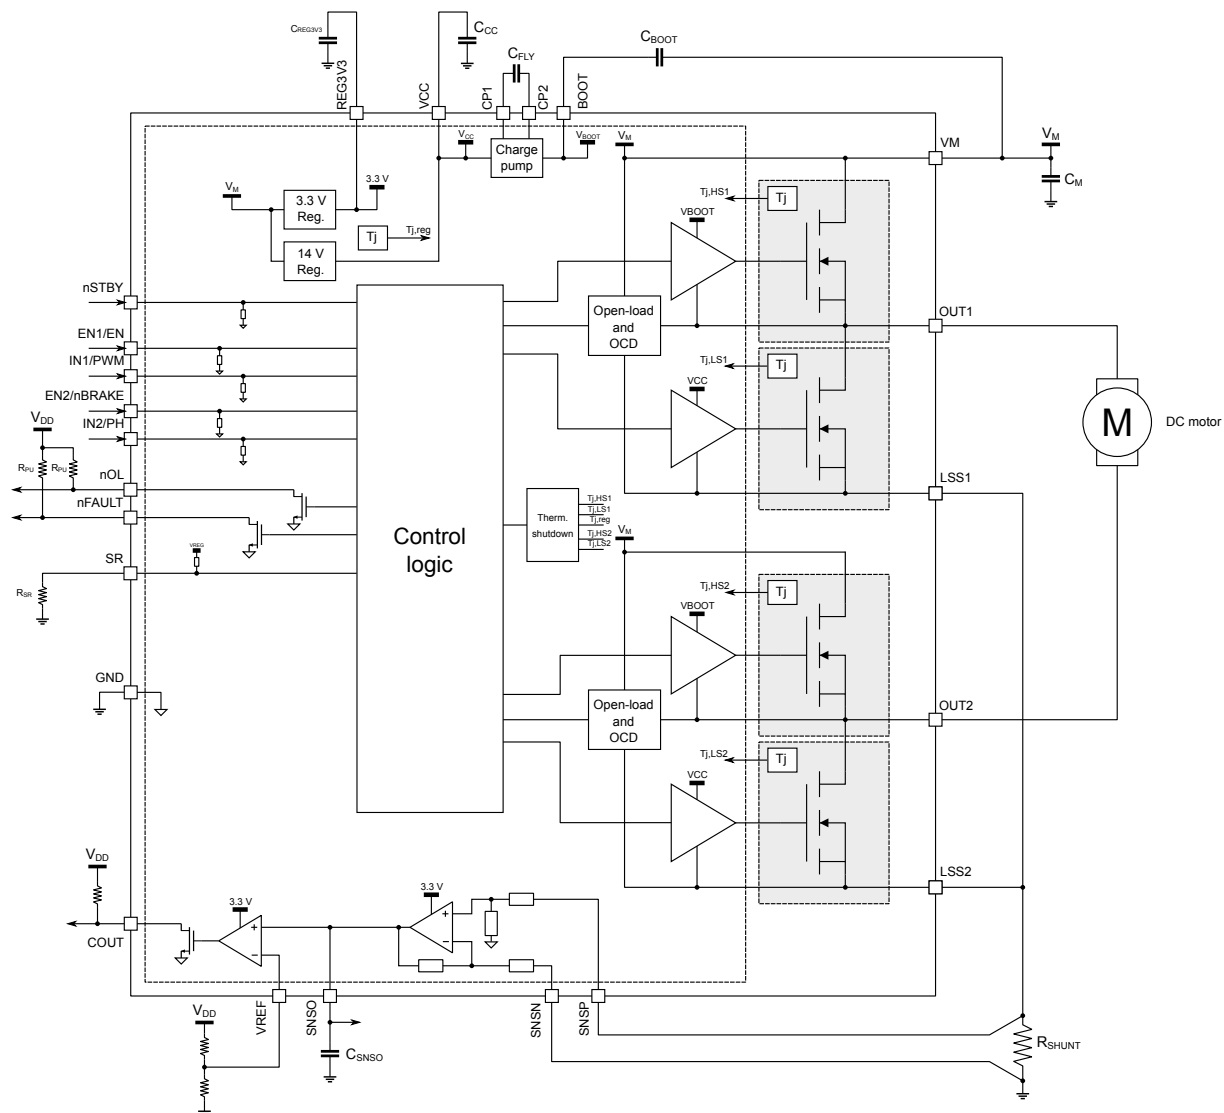 CREG3V3
CCC
CFLY
CBOOT
REG3V3
VCC
CP1
CP2
BOOT
VCC
Charge
pump
VBOOT
VM
VM
VM
CM
VM
3.3 V
Reg.
3.3 V
Tj
Tj,reg
14 V
Reg.
Tj,HS1
Tj
VBOOT
nSTBY
Open-load
and
OCD
OUT1
EN1/EN
IN1/PWM
EN2/nBRAKE
IN2/PH
Tj,LS1
Tj
VCC
M
DC motor
VDD
RPU
RPU
nOL
nFAULT
LSS1
Control
logic
Therm.
shutdown
Tj,HS1
Tj,LS1
Tj,reg
Tj,HS2
Tj,LS2
VM
VREG
SR
RSR
Tj,HS2
Tj
VBOOT
GND
Open-load
and
OCD
OUT2
Tj,LS2
Tj
VCC
VDD
LSS2
3.3 V
+
−
3.3 V
+
−
COUT
VREF
SNSO
SNSN
SNSP
VDD
CSNSO
RSHUNT